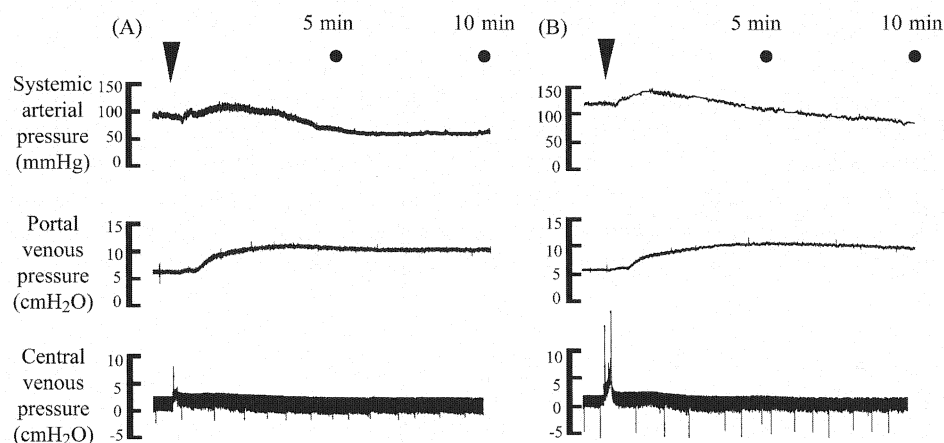 (A) 5 min 10 min (B) 5 min 10 min
Systemic
arterial
pressure
(mmHg)
150
100
50
0
150
100
50
0
Portal
venous
pressure
(cmH₂O)
15
10
5
0
15
10
5
0
Central
venous
pressure
(cmH₂O)
10
5
0
-5
10
5
0
-5